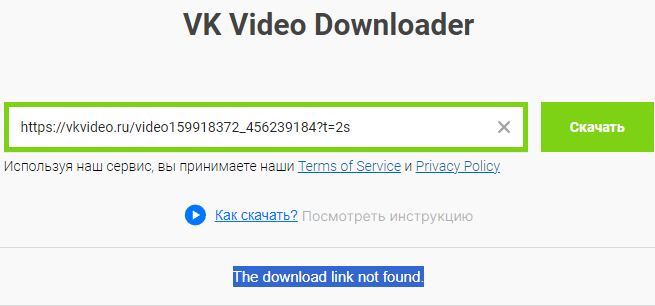 VK Video Downloader
https://vkvideo.ru/video159918372_456239184?t=2s
Скачать
Используя наш сервис, вы принимаете наши Terms of Service и Privacy Policy
Как скачать? Посмотреть инструкцию
The download link not found.